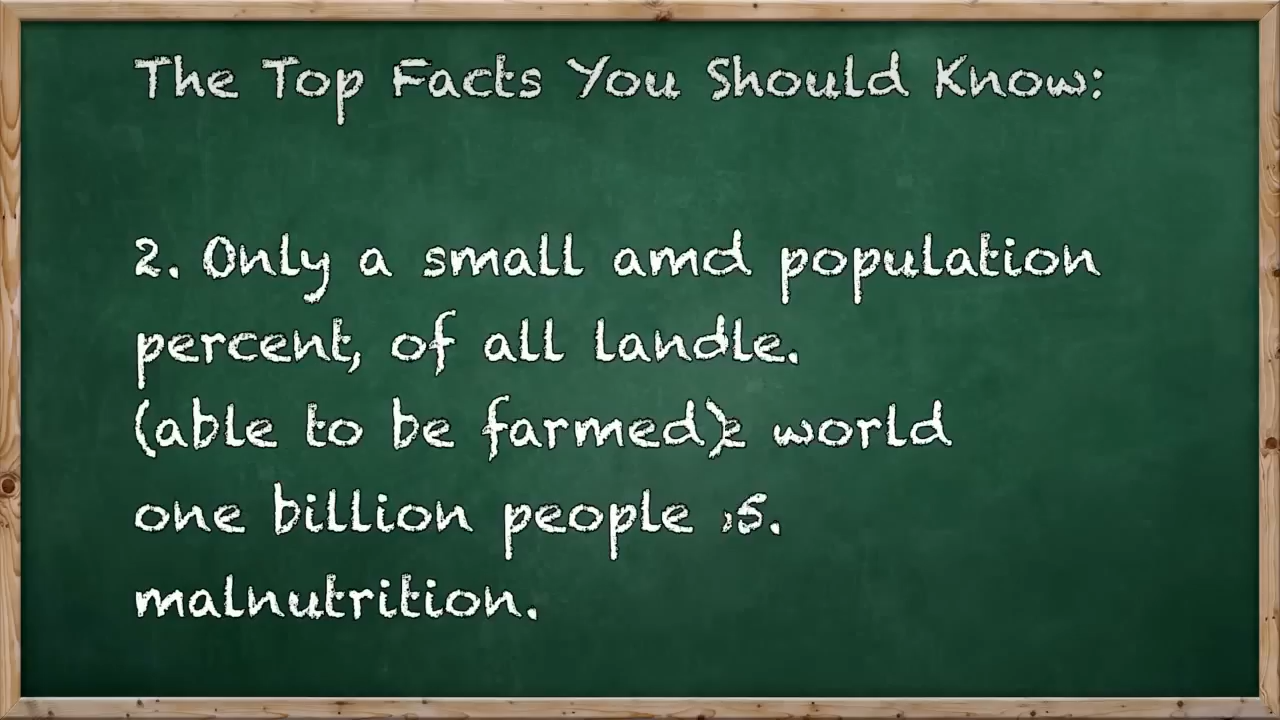 The Top Facts You Should Know:
2. Only a small amd population
percent, of all landle.
(able to be farmed) world
one billion people
malnutrition.